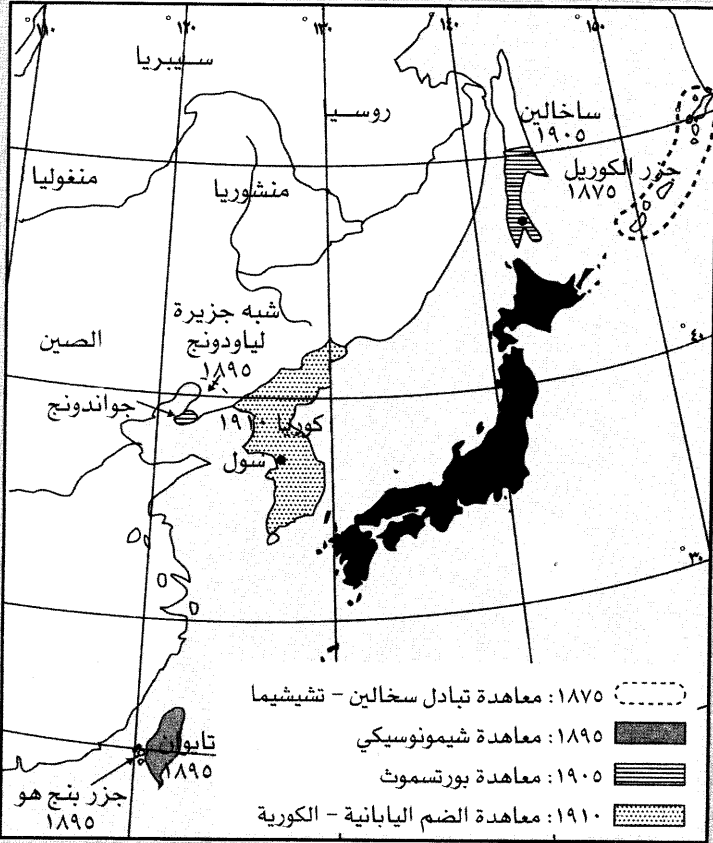 °١١٠
°١٢٠
°١٣٠
°١٤٠
°١٥٠
سيبريا
روسيا
ساخالين
١٩٠٥
جزر الكوريل
١٨٧٥
منغوليا
منشوريا
شبه جزيرة
لياودونج
١٨٩٥
الصين
°٤٠
جواندونج
كوريا ١٩١٠
سول
°٣٠
تايوان
١٨٩٥
جزر بنج هو
١٨٩٥
١٨٧٥: معاهدة تبادل سخالين – تشيشيما
١٨٩٥: معاهدة شيمونوسيكي
١٩٠٥: معاهدة بورتسموث
١٩١٠: معاهدة الضم اليابانية – الكورية